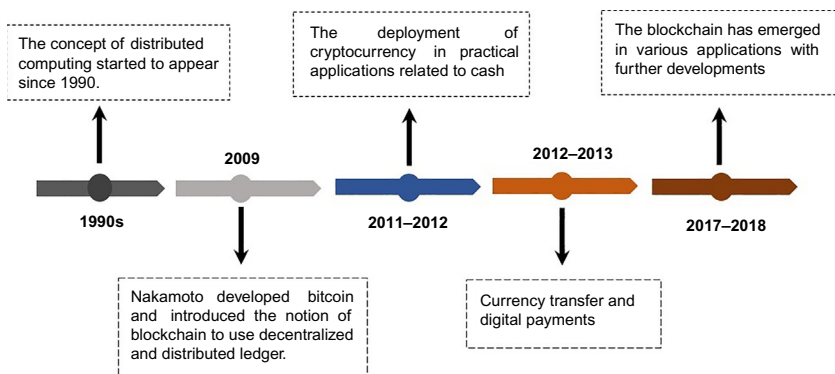 The concept of distributed
computing started to appear
since 1990.
The deployment of
cryptocurrency in practical
applications related to cash
The blockchain has emerged
in various applications with
further developments
2009
2012–2013
1990s
2011–2012
2017–2018
Nakamoto developed bitcoin
and introduced the notion of
blockchain to use decentralized
and distributed ledger.
Currency transfer and
digital payments